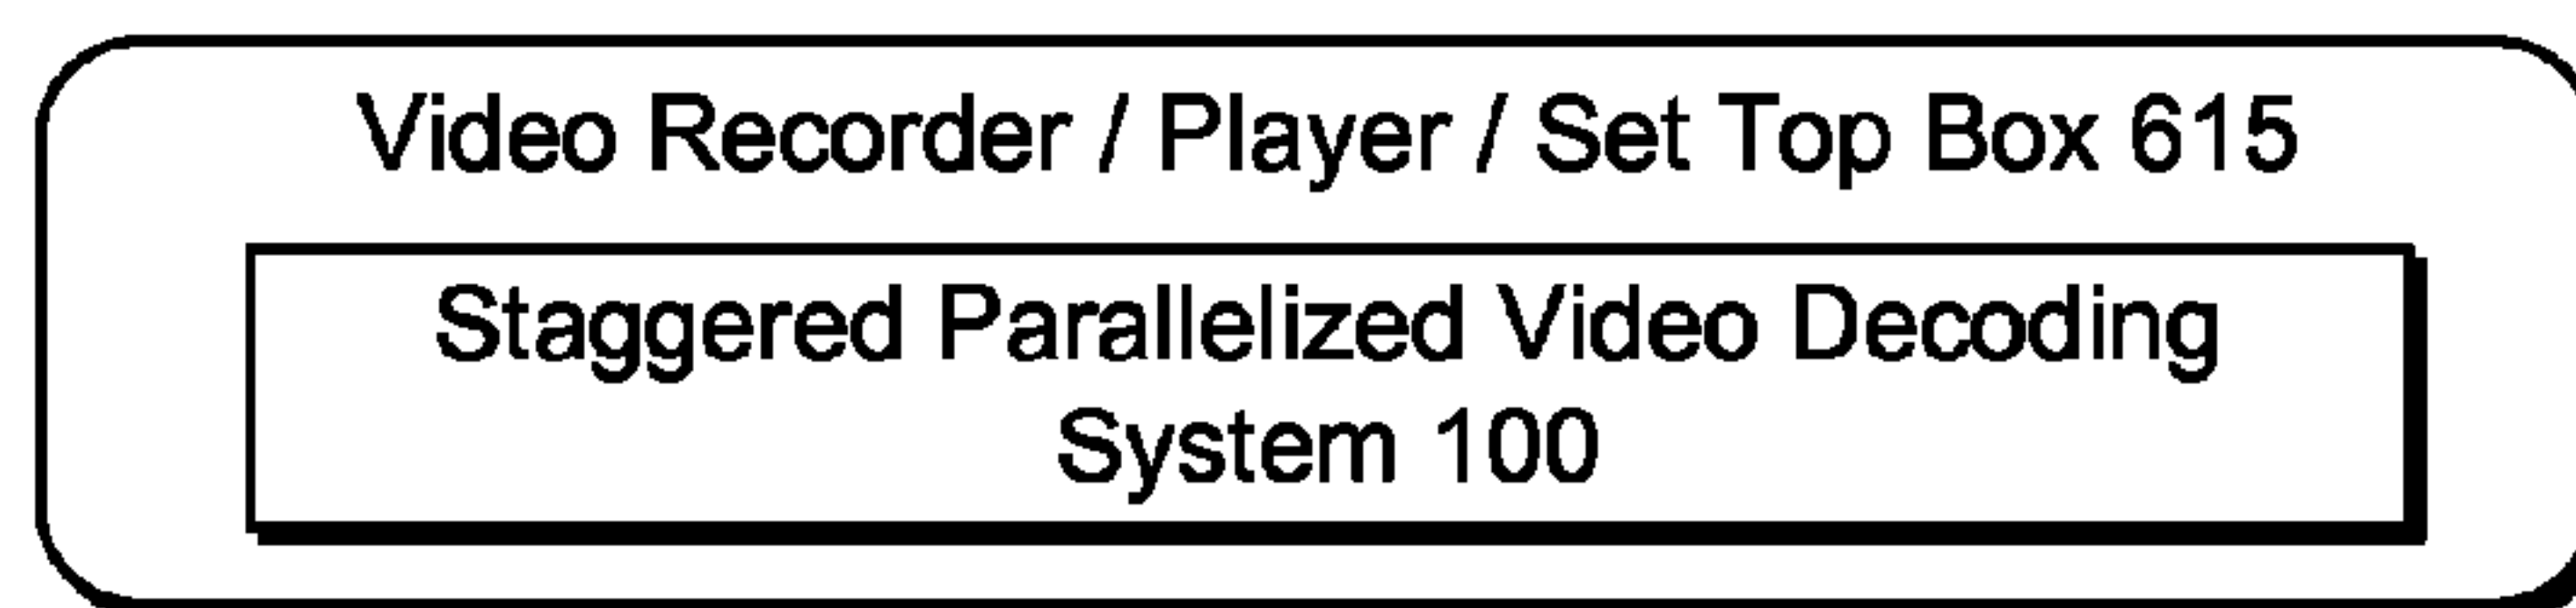 Video Recorder / Player / Set Top Box 615
Staggered Parallelized Video Decoding
System 100